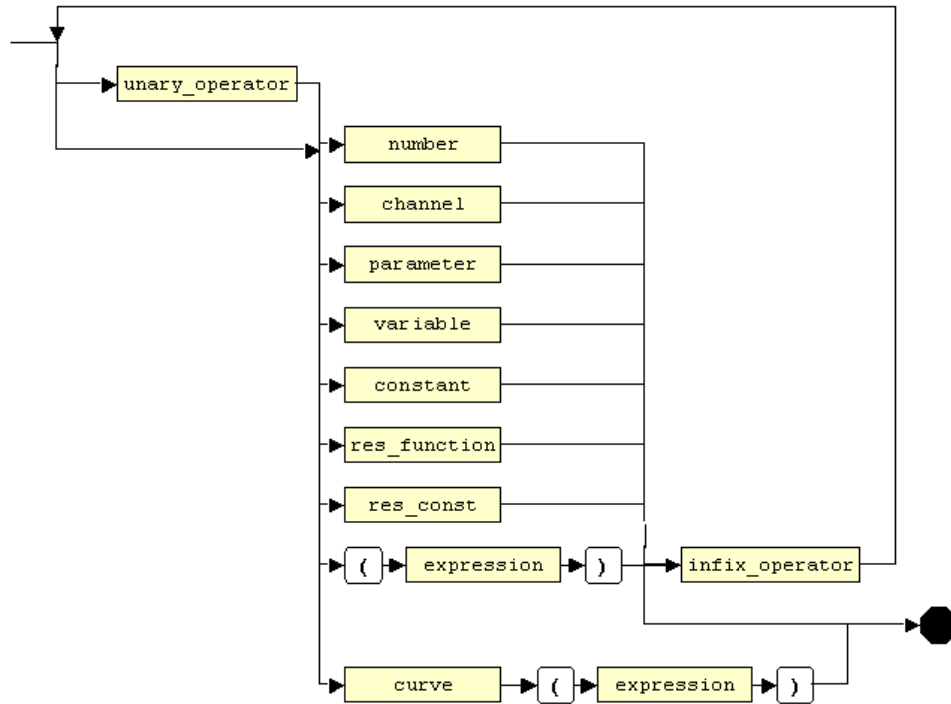 unary_operator
number
channel
parameter
variable
constant
res_function
res_const
( expression ) infix_operator
curve ( expression )